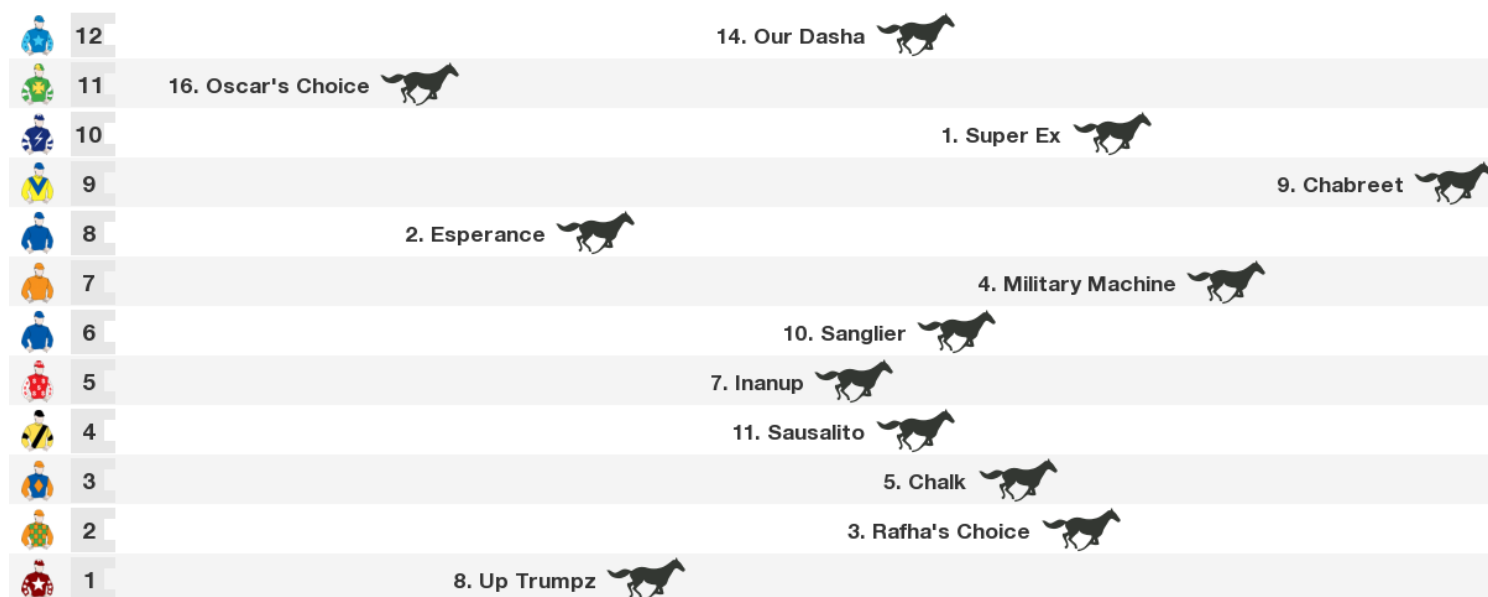 12 14. Our Dasha
11 16. Oscar's Choice
10 1. Super Ex
9 9. Chabreet
8 2. Esperance
7 4. Military Machine
6 10. Sanglier
5 7. Inanup
4 11. Sausalito
3 5. Chalk
2 3. Rafha's Choice
1 8. Up Trumpz